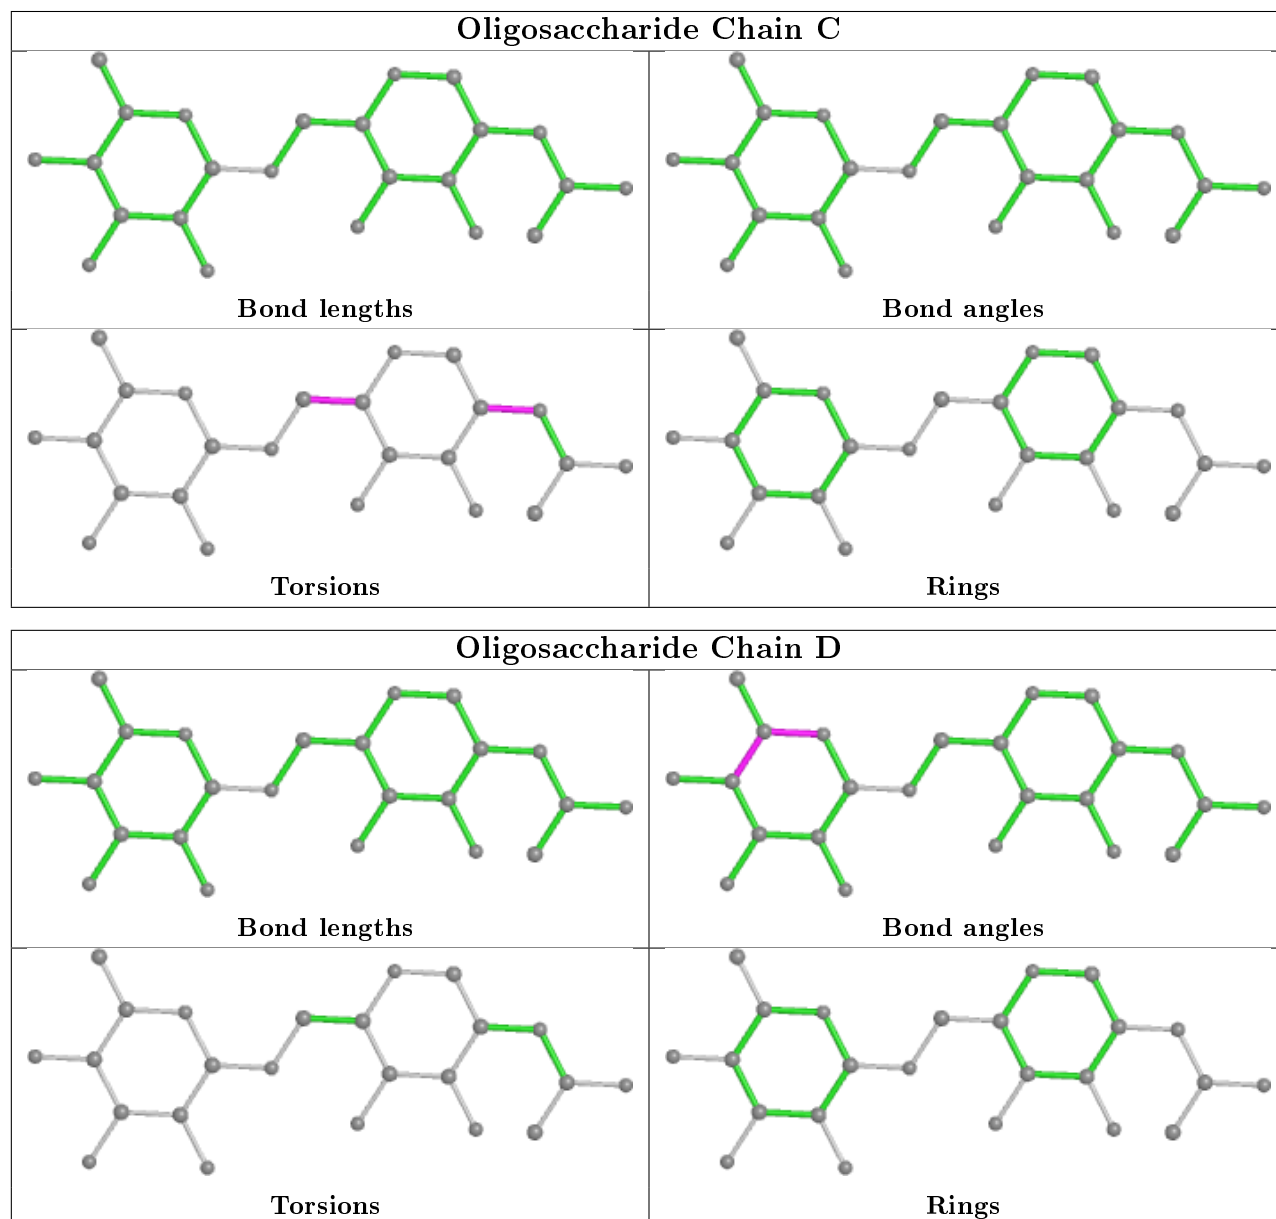 Oligosaccharide Chain C
Bond lengths
Bond angles
Torsions
Rings
Oligosaccharide Chain D
Bond lengths
Bond angles
Torsions
Rings